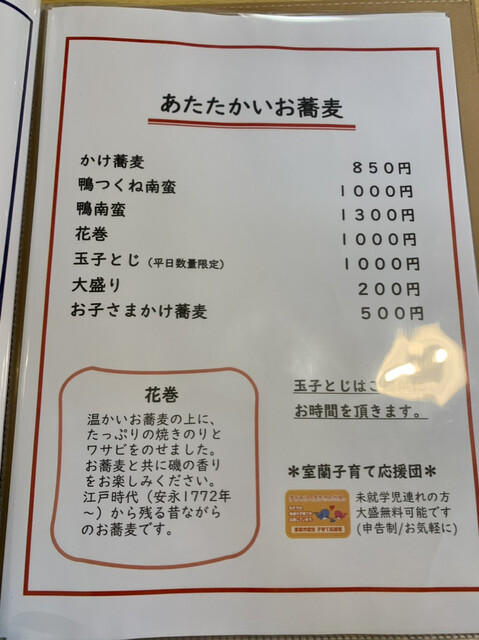 あたたかいお蕎麦
かけ蕎麦 850円
鴨つくね南蛮 1000円
鴨南蛮 1300円
花巻 1000円
玉子とじ（平日数量限定） 1000円
大盛り 200円
お子さまかけ蕎麦 500円
花巻
温かいお蕎麦の上に、
たっぷりの焼きのりと
ワサビをのせました。
お蕎麦と共に磯の香り
をお楽しみください。
江戸時代（安永1772年
～）から残る昔ながら
のお蕎麦です。
玉子とじはご
お時間を頂きます。
＊室蘭子育て応援団＊
未就学児連れの方
大盛無料可能です
(申告制/お気軽に)